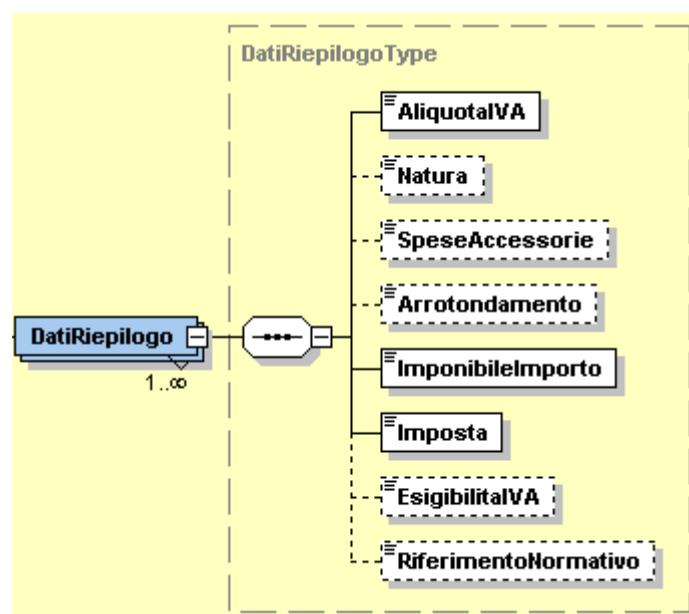 DatiRiepilogoType
AliquotaIVA
Natura
SpeseAccessorie
Arrotondamento
DatiRiepilogo
1..∞
ImponibileImporto
Imposta
EsigibilitaIVA
RiferimentoNormativo